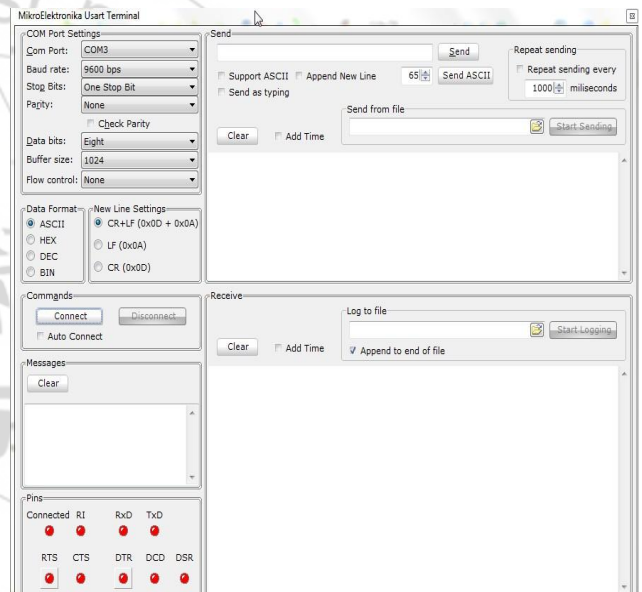 MikroElektronika Usart Terminal
COM Port Settings
Com Port: COM3
Baud rate: 9600 bps
Stop Bits: One Stop Bit
Parity: None
Check Parity
Data bits: Eight
Buffer size: 1024
Flow control: None
Data Format
ASCII
HEX
DEC
BIN
New Line Settings
CR+LF (0x0D + 0x0A)
LF (0x0A)
CR (0x0D)
Commands
Connect Disconnect
Auto Connect
Messages
Clear
Pins
Connected RI RxD TxD
RTS CTS DTR DCD DSR
Send
Send
Support ASCII Append New Line 65 Send ASCII
Send as typing
Repeat sending
Repeat sending every
1000 miliseconds
Send from file
Start Sending
Clear Add Time
Receive
Log to file
Start Logging
Clear Add Time
Append to end of file